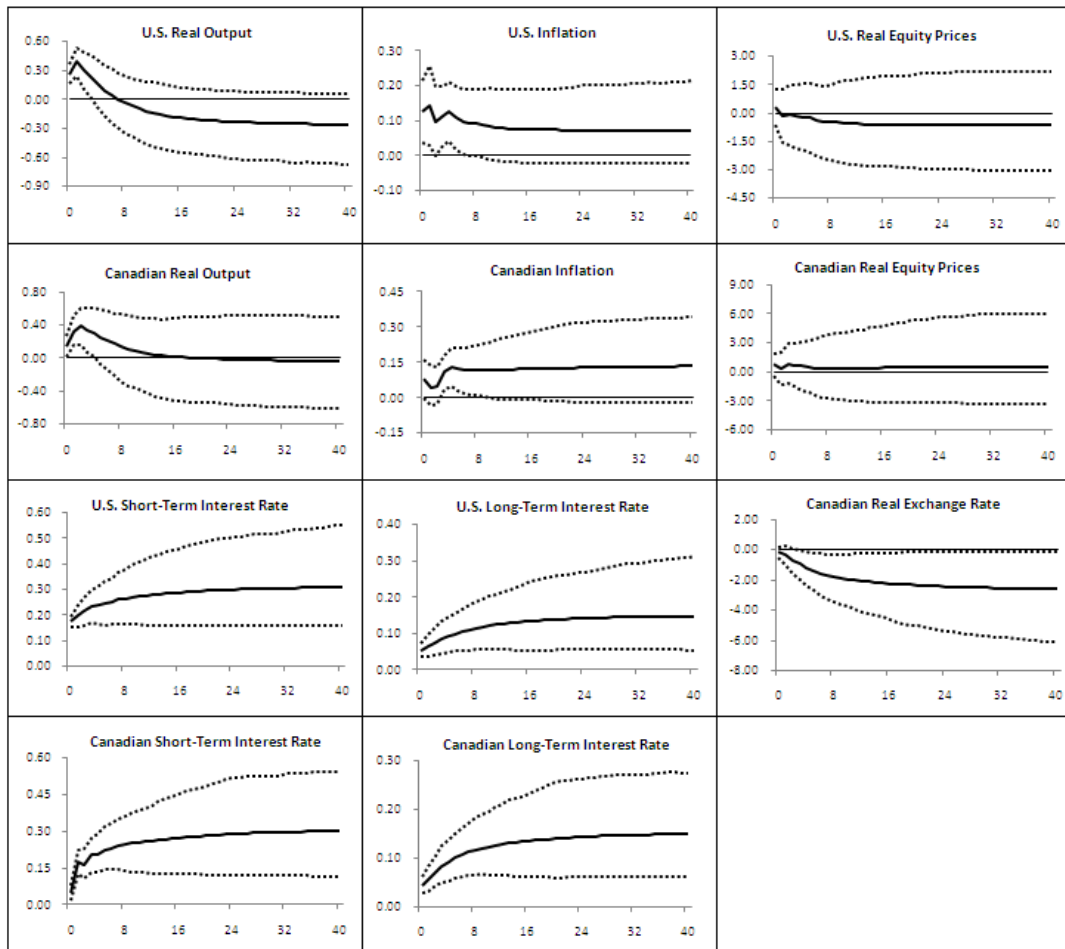 U.S. Real Output
0.60
0.30
0.00
-0.30
-0.60
-0.90
0 8 16 24 32 40
U.S. Inflation
0.30
0.20
0.10
0.00
-0.10
0 8 16 24 32 40
U.S. Real Equity Prices
3.00
1.50
0.00
-1.50
-3.00
-4.50
0 8 16 24 32 40
Canadian Real Output
0.80
0.40
0.00
-0.40
-0.80
0 8 16 24 32 40
Canadian Inflation
0.45
0.30
0.15
0.00
-0.15
0 8 16 24 32 40
Canadian Real Equity Prices
9.00
6.00
3.00
0.00
-3.00
-6.00
0 8 16 24 32 40
U.S. Short-Term Interest Rate
0.60
0.50
0.40
0.30
0.20
0.10
0.00
0 8 16 24 32 40
U.S. Long-Term Interest Rate
0.40
0.30
0.20
0.10
0.00
0 8 16 24 32 40
Canadian Real Exchange Rate
2.00
0.00
-2.00
-4.00
-6.00
-8.00
0 8 16 24 32 40
Canadian Short-Term Interest Rate
0.60
0.45
0.30
0.15
0.00
0 8 16 24 32 40
Canadian Long-Term Interest Rate
0.30
0.20
0.10
0.00
0 8 16 24 32 40